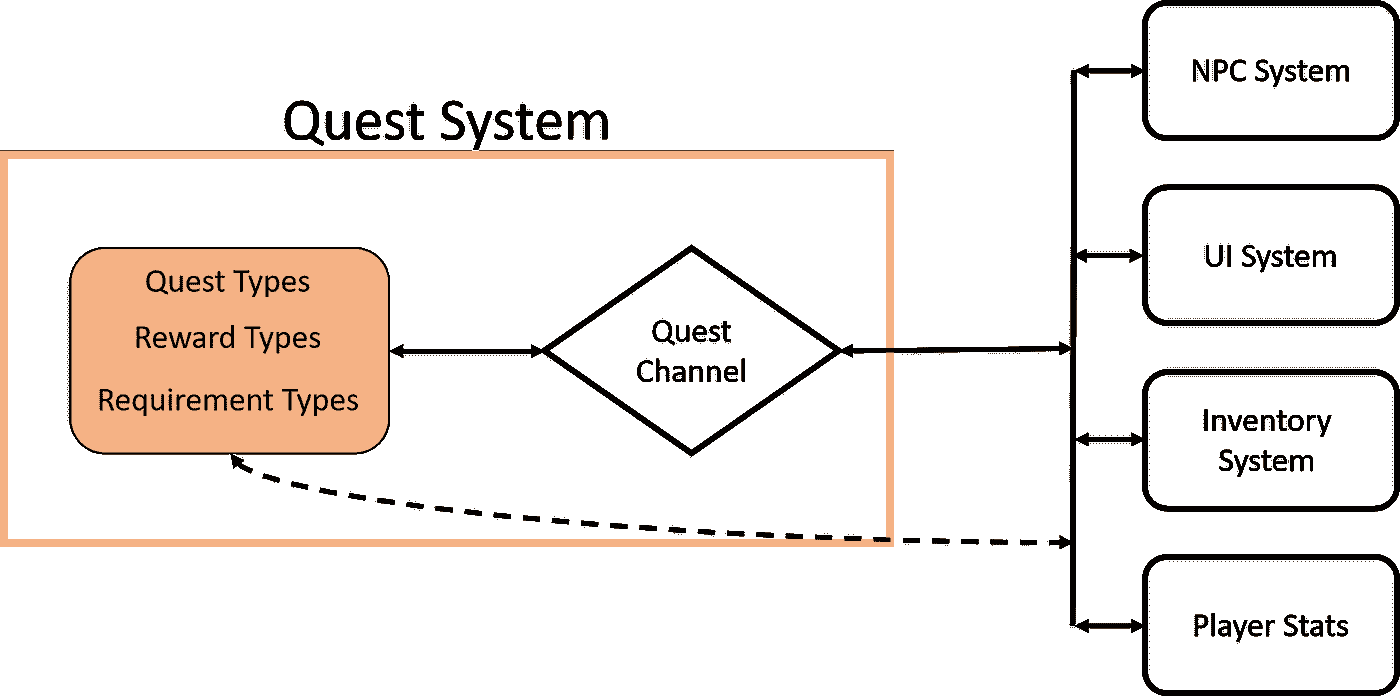 Quest System
Quest Types
Reward Types
Requirement Types
Quest
Channel
NPC System
UI System
Inventory
System
Player Stats